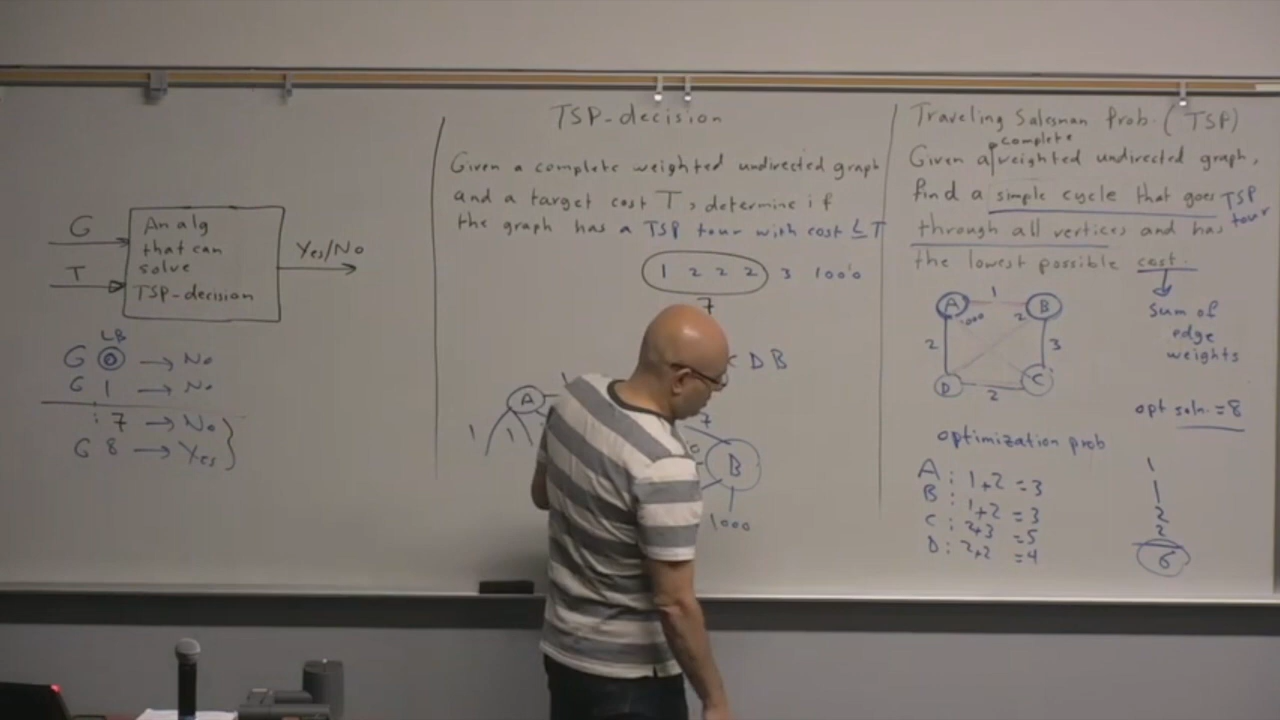 G
T
An alg
that can
solve
TSP-decision
Yes/No
LB
G 0 → No
G 1 → No
: 7 → No
G 8 → Yes
TSP-decision
Given a complete weighted undirected graph
and a target cost T, determine if
the graph has a TSP tour with cost ≤ T
1 2 2 2 3 1000
7
C D B
A
1
1
7
B
1000
Traveling Salesman Prob. (TSP)
complete
Given a weighted undirected graph,
find a simple cycle that goes TSP
through all vertices and has tour
the lowest possible cost.
sum of
edge
weights
A 1 B
1000 2
2 3
D 2 C
opt soln. = 8
optimization prob
A: 1+2 = 3
B: 1+2 = 3
C: 2+3 = 5
D: 2+2 = 4
1
1
2
2
6